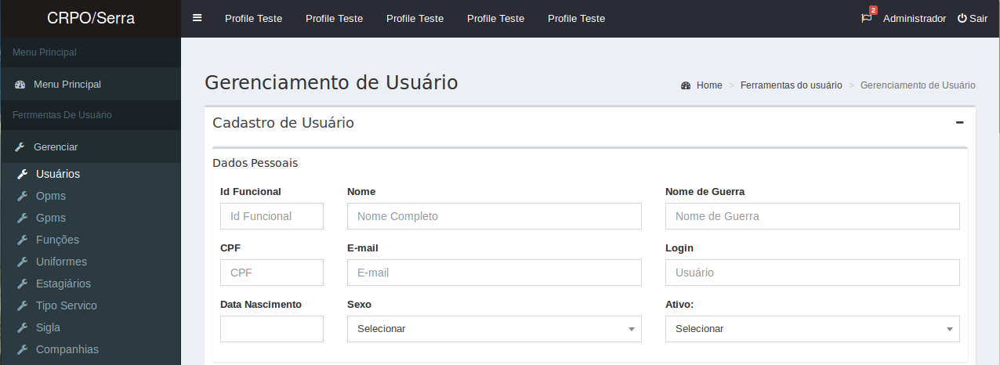 CRPO/Serra
Profile Teste Profile Teste Profile Teste Profile Teste Profile Teste
2
Administrador Sair
Menu Principal
Menu Principal
Ferrmentas De Usuário
Gerenciar
Usuários
Opms
Gpms
Funções
Uniformes
Estagiários
Tipo Servico
Sigla
Companhias
Gerenciamento de Usuário
Home > Ferramentas do usuário > Gerenciamento de Usuário
Cadastro de Usuário
Dados Pessoais
Id Funcional Nome Nome de Guerra
Id Funcional Nome Completo Nome de Guerra
CPF E-mail Login
CPF E-mail Usuário
Data Nascimento Sexo Ativo:
Selecionar Selecionar